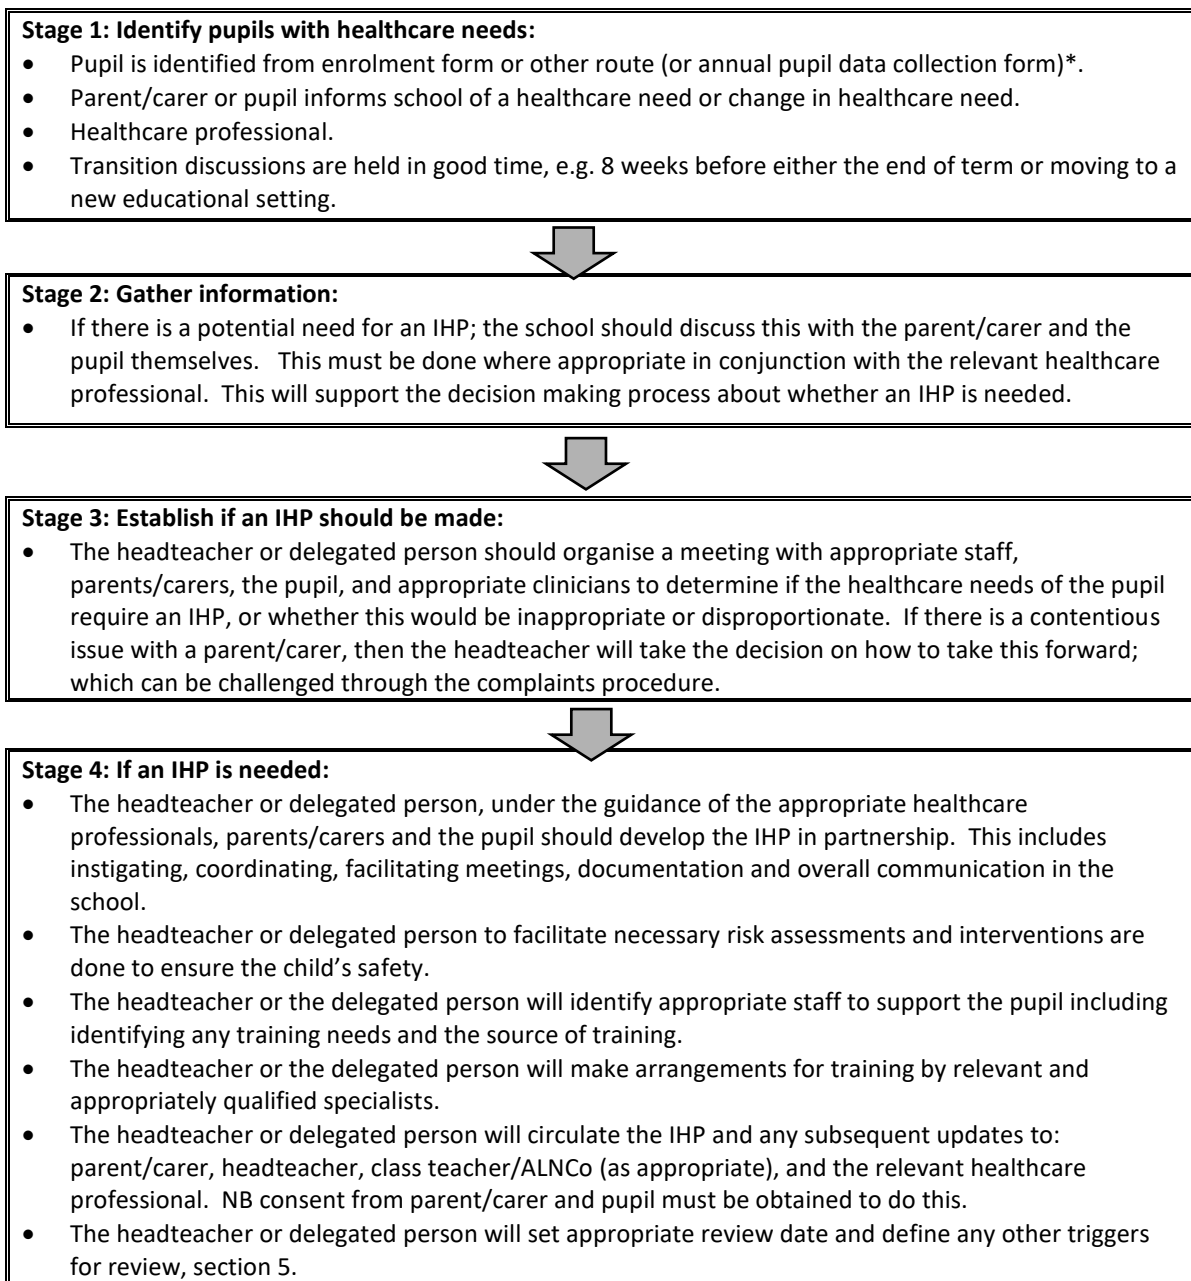 Stage 1: Identify pupils with healthcare needs:
• Pupil is identified from enrolment form or other route (or annual pupil data collection form)*.
• Parent/carer or pupil informs school of a healthcare need or change in healthcare need.
• Healthcare professional.
• Transition discussions are held in good time, e.g. 8 weeks before either the end of term or moving to a
new educational setting.
Stage 2: Gather information:
• If there is a potential need for an IHP; the school should discuss this with the parent/carer and the
pupil themselves. This must be done where appropriate in conjunction with the relevant healthcare
professional. This will support the decision making process about whether an IHP is needed.
Stage 3: Establish if an IHP should be made:
• The headteacher or delegated person should organise a meeting with appropriate staff,
parents/carers, the pupil, and appropriate clinicians to determine if the healthcare needs of the pupil
require an IHP, or whether this would be inappropriate or disproportionate. If there is a contentious
issue with a parent/carer, then the headteacher will take the decision on how to take this forward;
which can be challenged through the complaints procedure.
Stage 4: If an IHP is needed:
• The headteacher or delegated person, under the guidance of the appropriate healthcare
professionals, parents/carers and the pupil should develop the IHP in partnership. This includes
instigating, coordinating, facilitating meetings, documentation and overall communication in the
school.
• The headteacher or delegated person to facilitate necessary risk assessments and interventions are
done to ensure the child’s safety.
• The headteacher or the delegated person will identify appropriate staff to support the pupil including
identifying any training needs and the source of training.
• The headteacher or the delegated person will make arrangements for training by relevant and
appropriately qualified specialists.
• The headteacher or delegated person will circulate the IHP and any subsequent updates to:
parent/carer, headteacher, class teacher/ALNCo (as appropriate), and the relevant healthcare
professional. NB consent from parent/carer and pupil must be obtained to do this.
• The headteacher or delegated person will set appropriate review date and define any other triggers
for review, section 5.